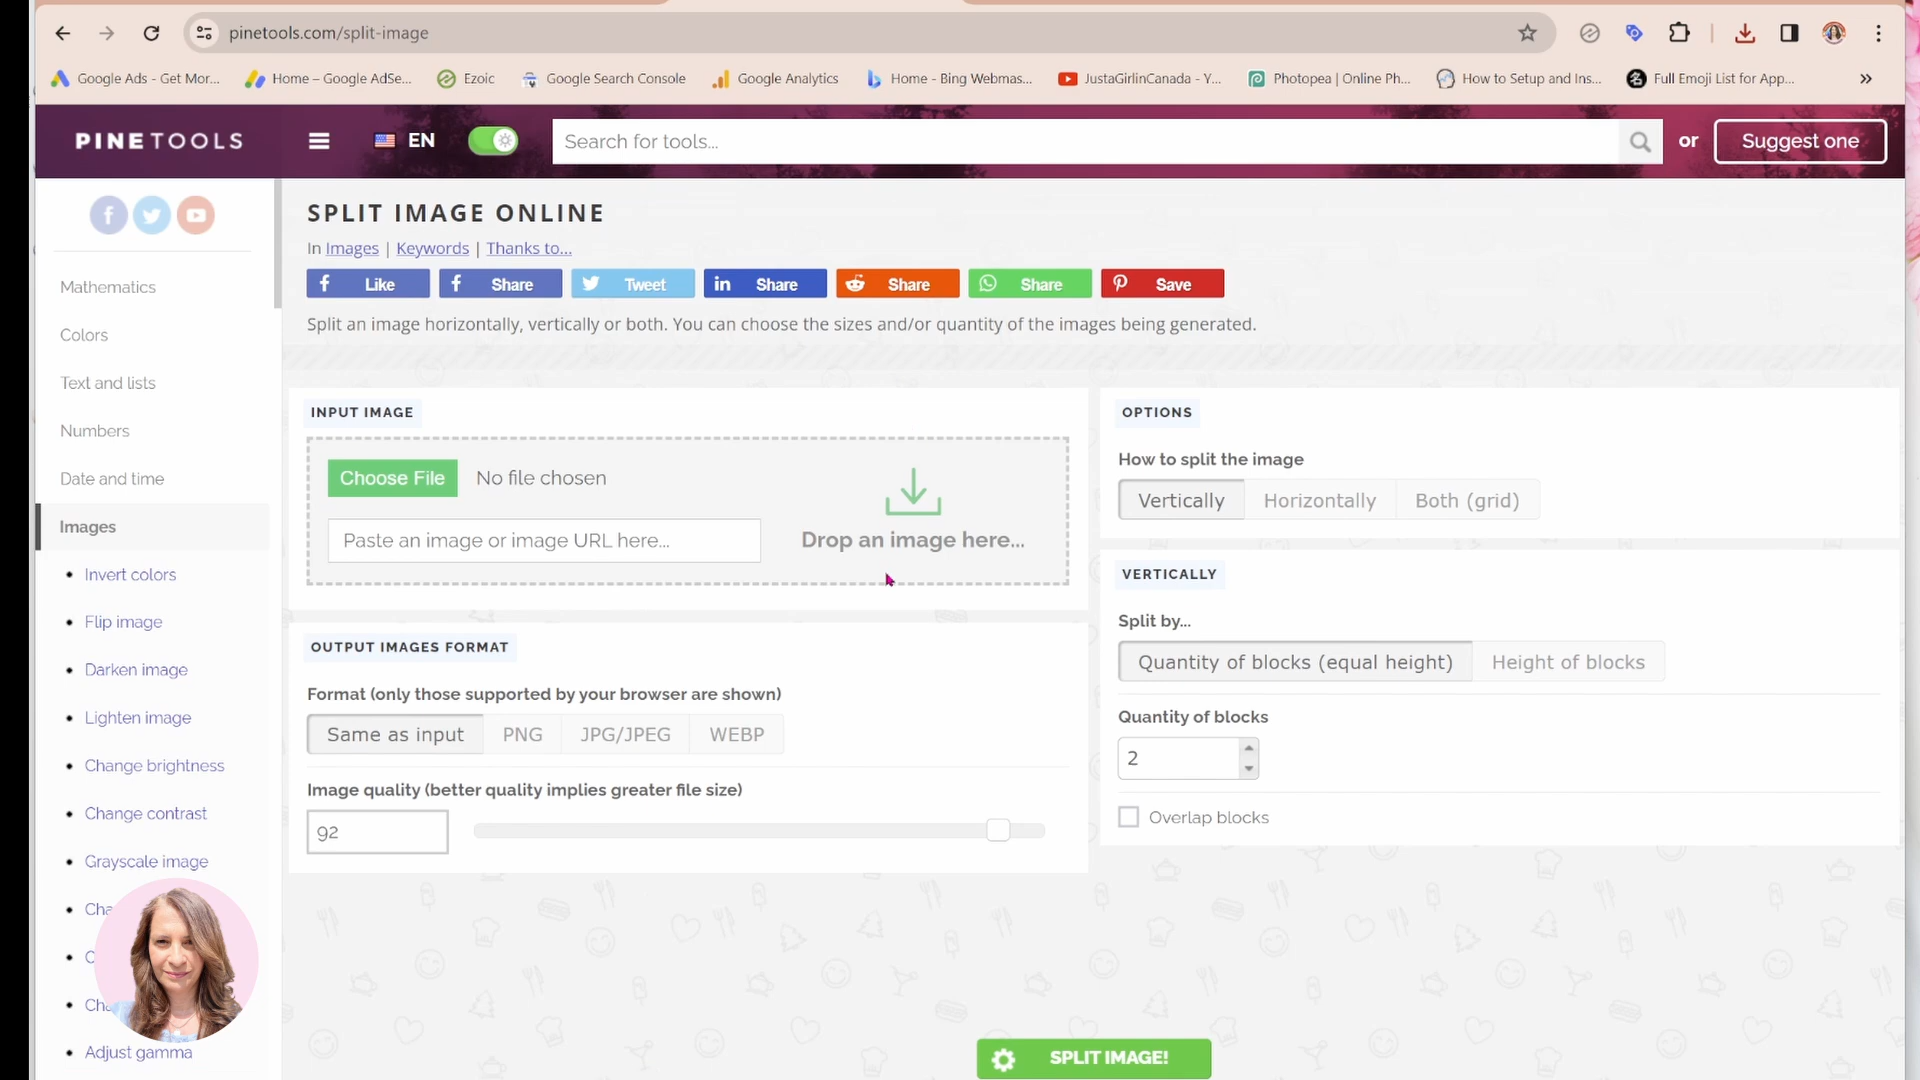 pinetools.com/split-image
Google Ads - Get Mor...
Home – Google AdSe...
Ezoic
Google Search Console
Google Analytics
Home - Bing Webmas...
JustaGirlinCanada - Y...
Photopea | Online Ph...
How to Setup and Ins...
Full Emoji List for App...
»
PINETOOLS
EN
Search for tools...
or
Suggest one
SPLIT IMAGE ONLINE
In Images | Keywords | Thanks to...
Like
Share
Tweet
Share
Share
Share
Save
Split an image horizontally, vertically or both. You can choose the sizes and/or quantity of the images being generated.
Mathematics
Colors
Text and lists
Numbers
Date and time
Images
Invert colors
Flip image
Darken image
Lighten image
Change brightness
Change contrast
Grayscale image
Cha
C
Cha
Adjust gamma
INPUT IMAGE
Choose File
No file chosen
Paste an image or image URL here...
Drop an image here...
OUTPUT IMAGES FORMAT
Format (only those supported by your browser are shown)
Same as input
PNG
JPG/JPEG
WEBP
Image quality (better quality implies greater file size)
92
OPTIONS
How to split the image
Vertically
Horizontally
Both (grid)
VERTICALLY
Split by...
Quantity of blocks (equal height)
Height of blocks
Quantity of blocks
2
Overlap blocks
SPLIT IMAGE!